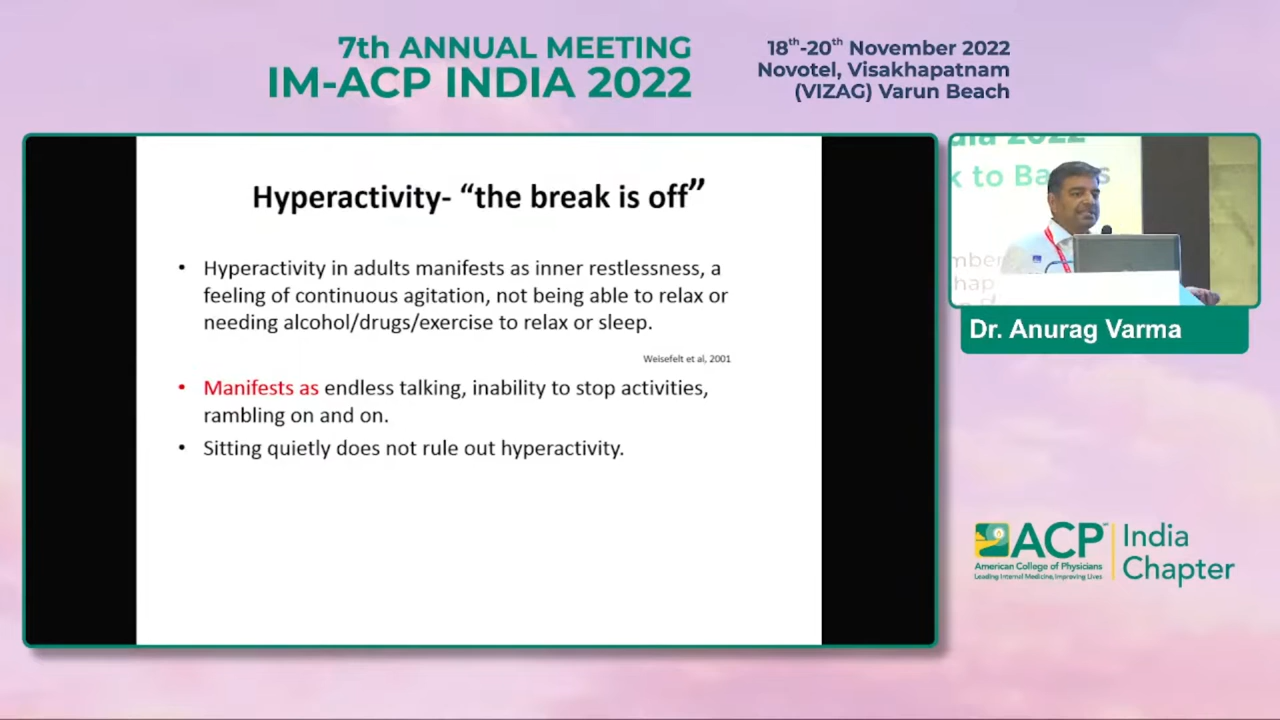 7th ANNUAL MEETING
IM-ACP INDIA 2022
18th-20th November 2022
Novotel, Visakhapatnam
(VIZAG) Varun Beach
Hyperactivity- “the break is off”
• Hyperactivity in adults manifests as inner restlessness, a
feeling of continuous agitation, not being able to relax or
needing alcohol/drugs/exercise to relax or sleep.
Weisefelt et al, 2001
• Manifests as endless talking, inability to stop activities,
rambling on and on.
• Sitting quietly does not rule out hyperactivity.
2022
k to Ba s
Dr. Anurag Varma
ACP
American College of Physicians
Leading Internal Medicine, Improving Lives
India
Chapter